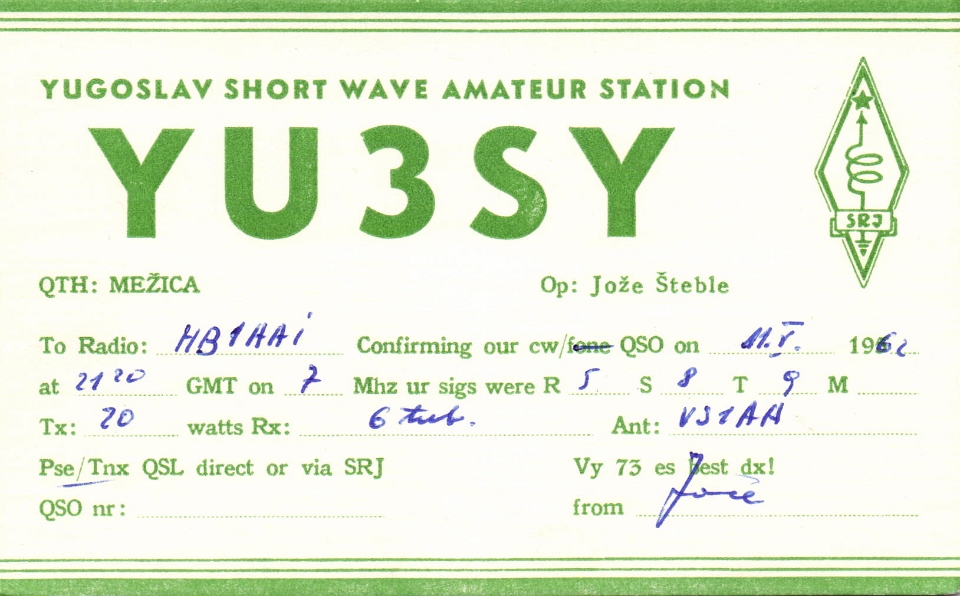 YUGOSLAV SHORT WAVE AMATEUR STATION
YU3SY
SRJ
QTH: MEŽICA Op: Jože Šteble
To Radio: HB1AAi Confirming our cw/fone QSO on 11.V. 1962
at 2120 GMT on 7 Mhz ur sigs were R 5 S 8 T 9 M
Tx: 20 watts Rx: 6 tub. Ant: VS1AA
Pse/Tnx QSL direct or via SRJ Vy 73 es best dx!
QSO nr: from Jože